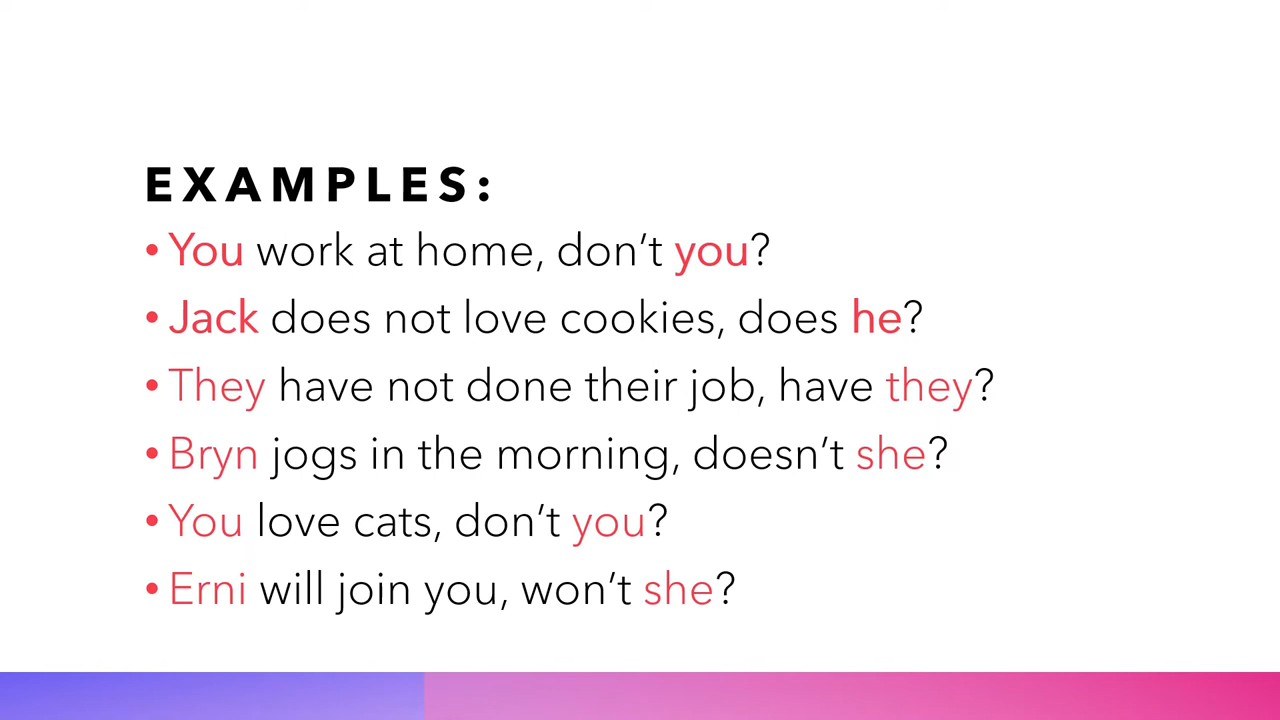 EXAMPLES:
• You work at home, don’t you?
• Jack does not love cookies, does he?
• They have not done their job, have they?
• Bryn jogs in the morning, doesn’t she?
• You love cats, don’t you?
• Erni will join you, won’t she?